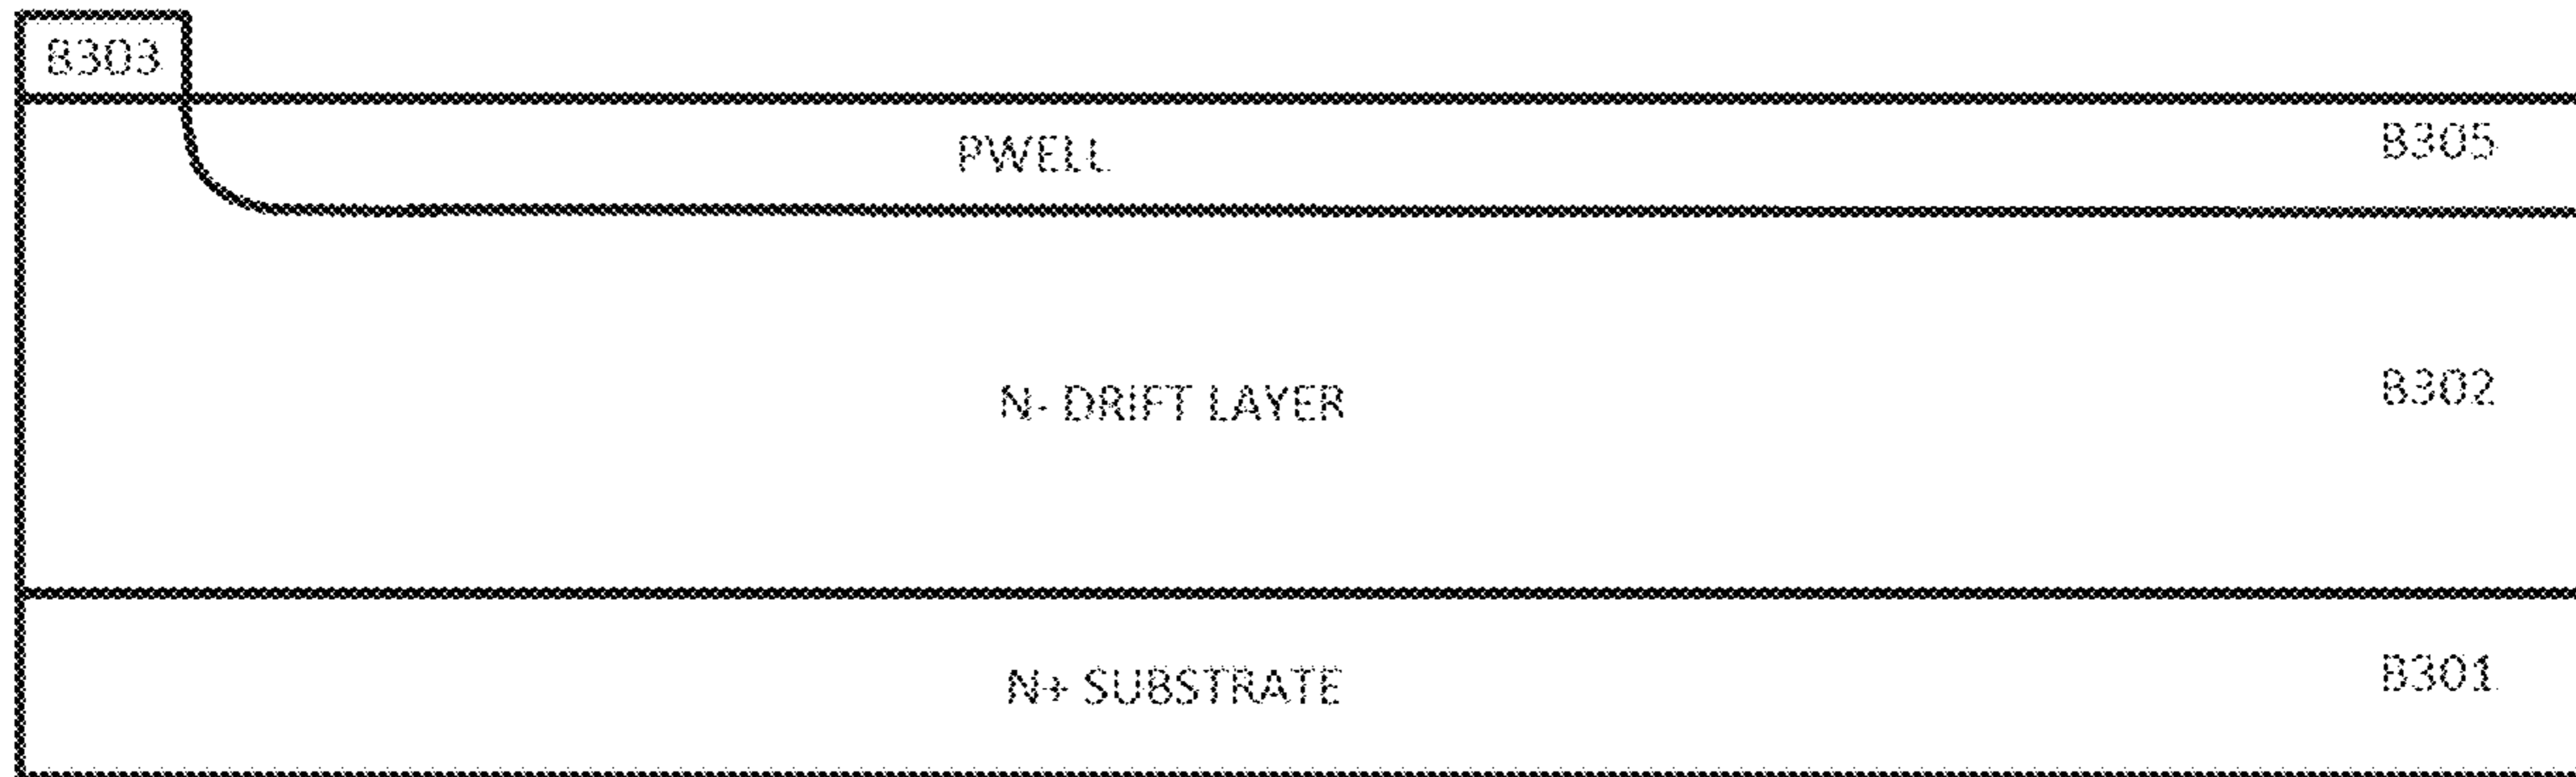 B303
PWELL B305
N- DRIFT LAYER B302
N+ SUBSTRATE B301